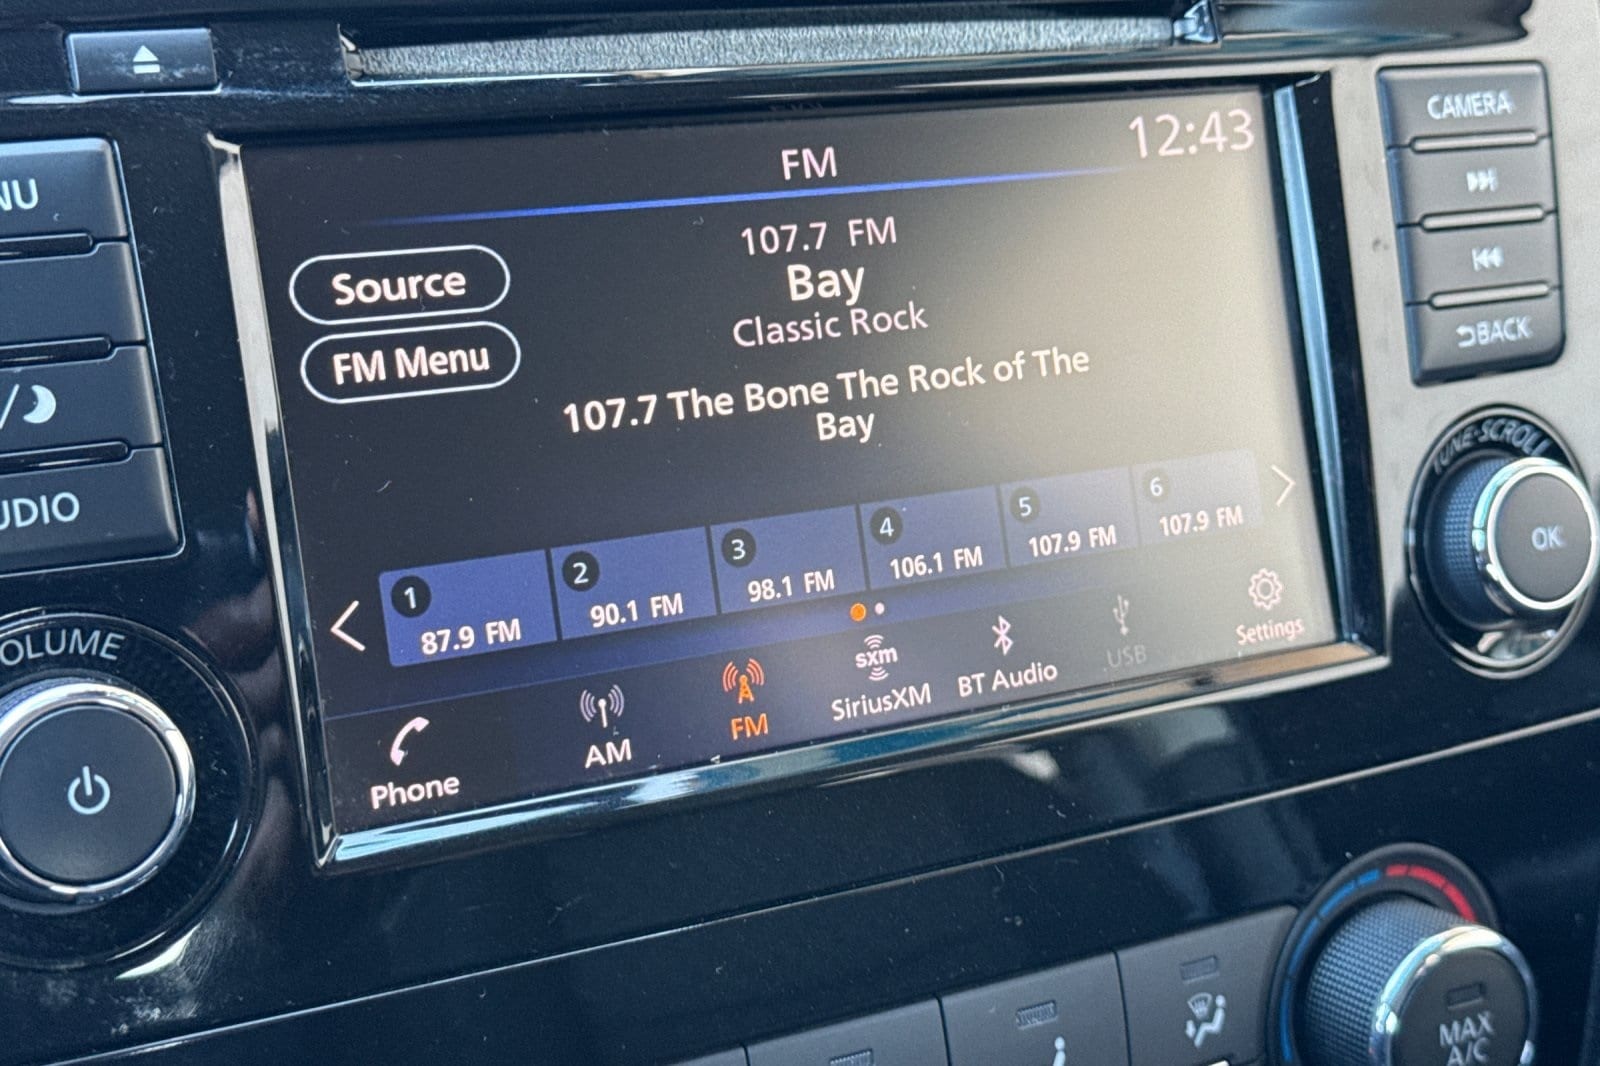 12:43
FM
CAMERA
107.7 FM
Bay
Source
Classic Rock
FM Menu
107.7 The Bone The Rock of The
Bay
BACK
TUNE·SCROLL
OK
1
87.9 FM
2
90.1 FM
3
98.1 FM
4
106.1 FM
5
107.9 FM
6
107.9 FM
Phone
AM
FM
sxm
SiriusXM
BT Audio
USB
Settings
NU
UDIO
OLUME
MAX
A/C